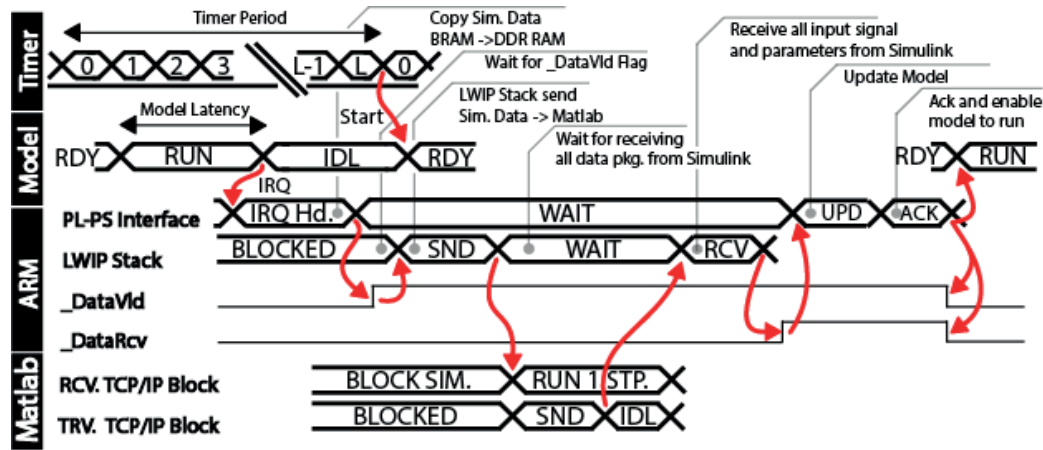 Timer
Timer Period
0 1 2 3 L-1 L 0
Copy Sim. Data
BRAM ->DDR RAM
Wait for _DataVld Flag
LWIP Stack send
Sim. Data -> Matlab
Wait for receiving
all data pkg. from Simulink
Receive all input signal
and parameters from Simulink
Update Model
Ack and enable
model to run
Model
Model Latency
Start
RDY RUN IDL RDY RDY RUN
IRQ
ARM
PL-PS Interface IRQ Hd. WAIT UPD ACK
LWIP Stack BLOCKED SND WAIT RCV
_DataVld
_DataRcv
Matlab
RCV. TCP/IP Block BLOCK SIM. RUN 1 STP.
TRV. TCP/IP Block BLOCKED SND IDL